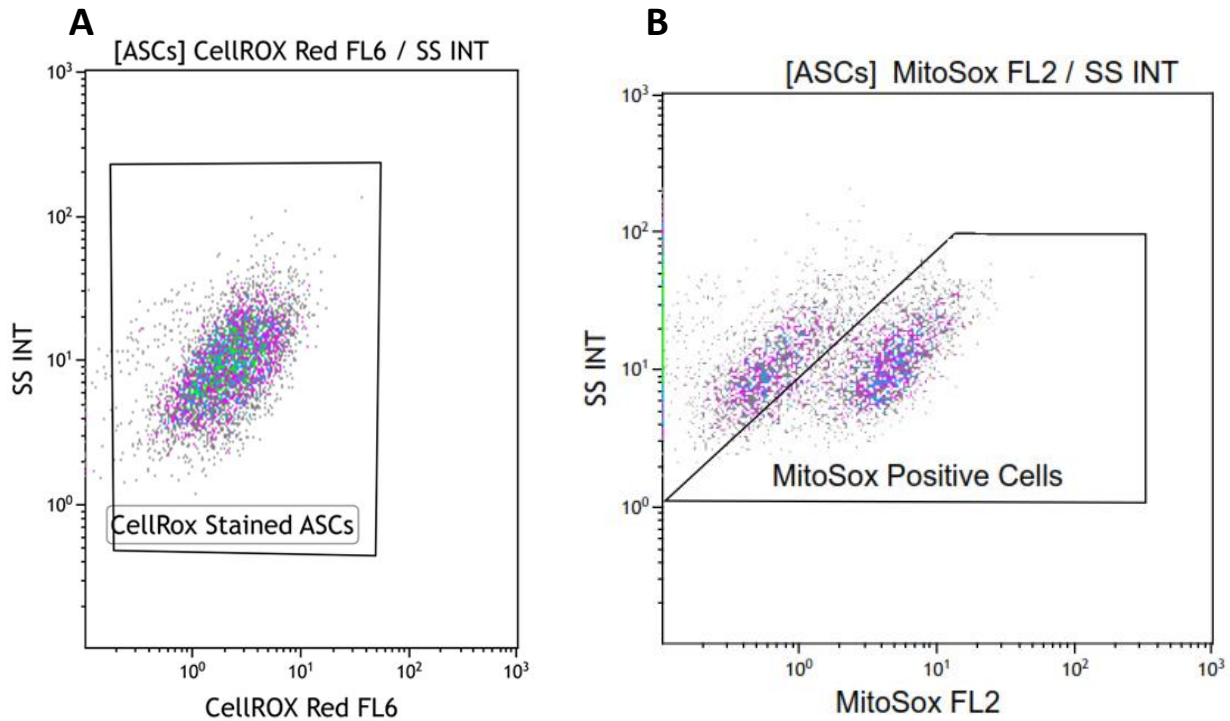 A
[ASCs] CellROX Red FL6 / SS INT
10³
10²
10¹
10⁰
SS INT
CellRox Stained ASCs
10⁰ 10¹ 10² 10³
CellROX Red FL6
B
[ASCs] MitoSox FL2 / SS INT
10³
10²
10¹
10⁰
SS INT
MitoSox Positive Cells
10⁰ 10¹ 10² 10³
MitoSox FL2